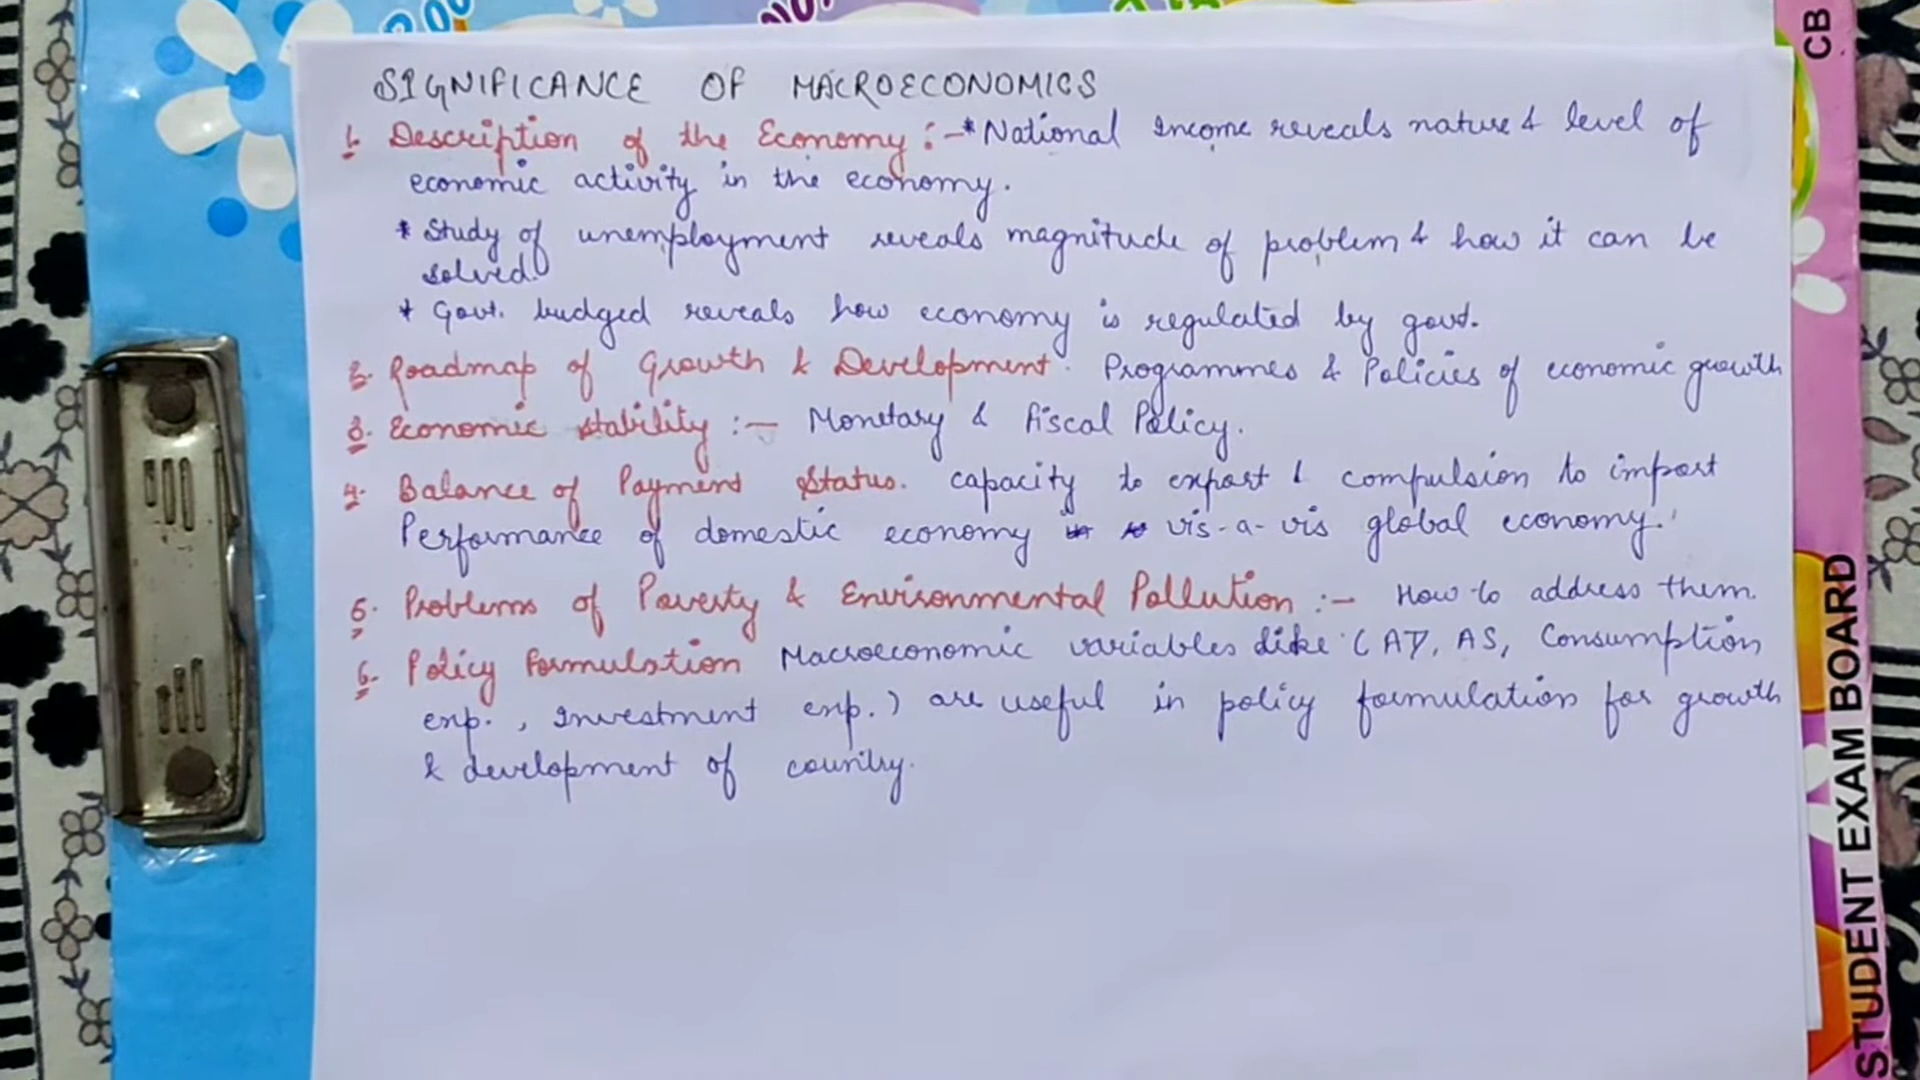 SIGNIFICANCE OF MACROECONOMICS
1. Description of the Economy :- * National Income reveals nature & level of
economic activity in the economy.
* Study of unemployment reveals magnitude of problem & how it can be
solved.
* Govt. budged reveals how economy is regulated by govt.
2. Roadmap of Growth & Development. Programmes & Policies of economic growth
3. Economic stability :- Monetary & Fiscal Policy.
4. Balance of Payment Status. capacity to export & compulsion to import
Performance of domestic economy vis-a-vis global economy.
5. Problems of Poverty & Environmental Pollution :- How to address them.
6. Policy Formulation Macroeconomic variables like (AD, AS, Consumption
exp., Investment exp.) are useful in policy formulation for growth
& development of country.
CB
STUDENT EXAM BOARD